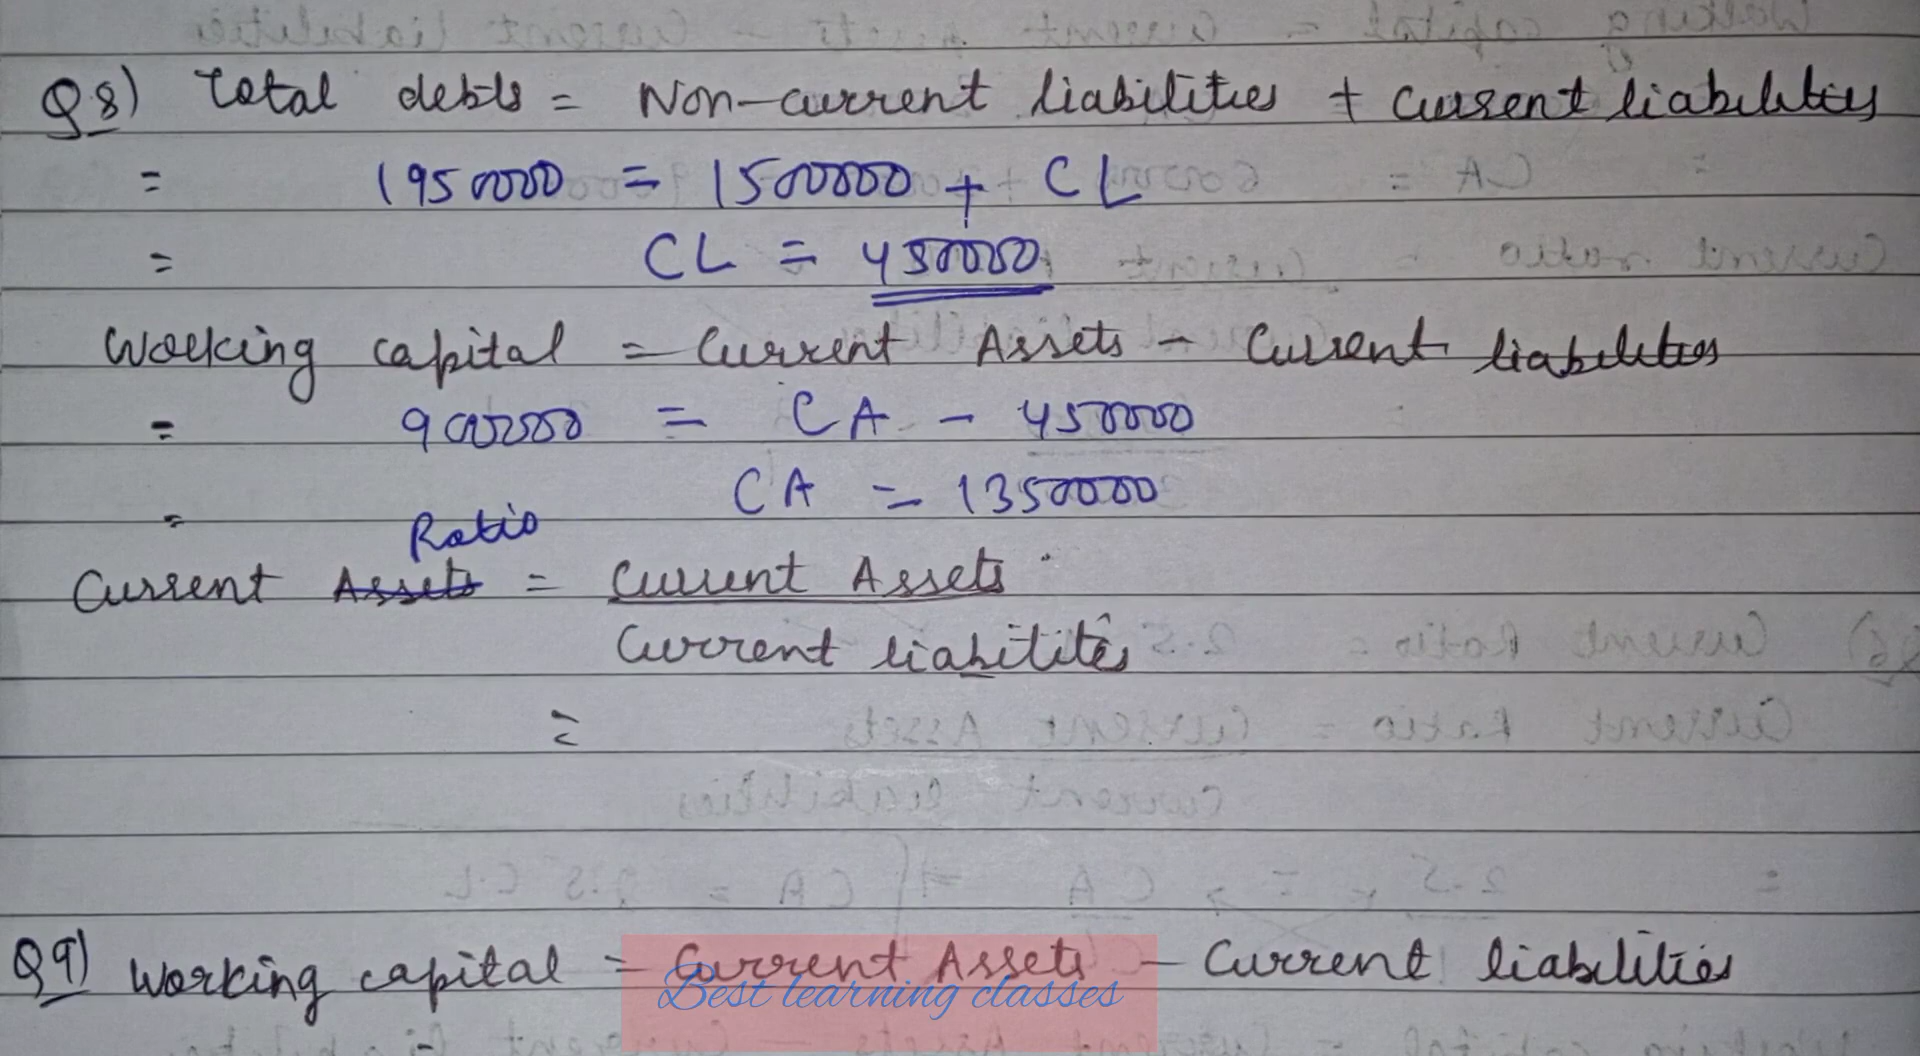 Q8) Total debts = Non-current liabilities + Current liabilities
= 1950000 = 1500000 + CL
= CL = 450000
Working capital = Current Assets - Current liabilities
= 900000 = CA - 450000
= CA = 1350000
Ratio
Current Assets = Current Assets
Current liabilities
=
Q9) Working capital = Current Assets - Current liabilities
Best learning classes